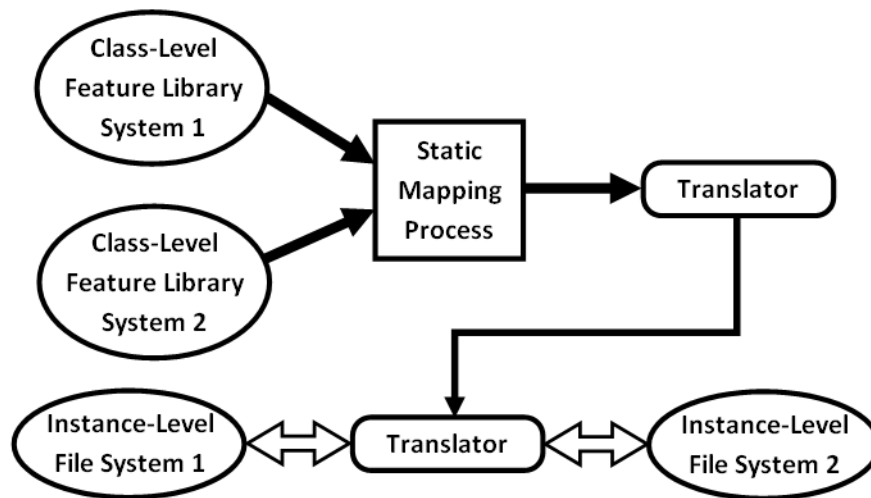 Class-Level
Feature Library
System 1
Static
Mapping
Process
Translator
Class-Level
Feature Library
System 2
Instance-Level
File System 1
Translator
Instance-Level
File System 2